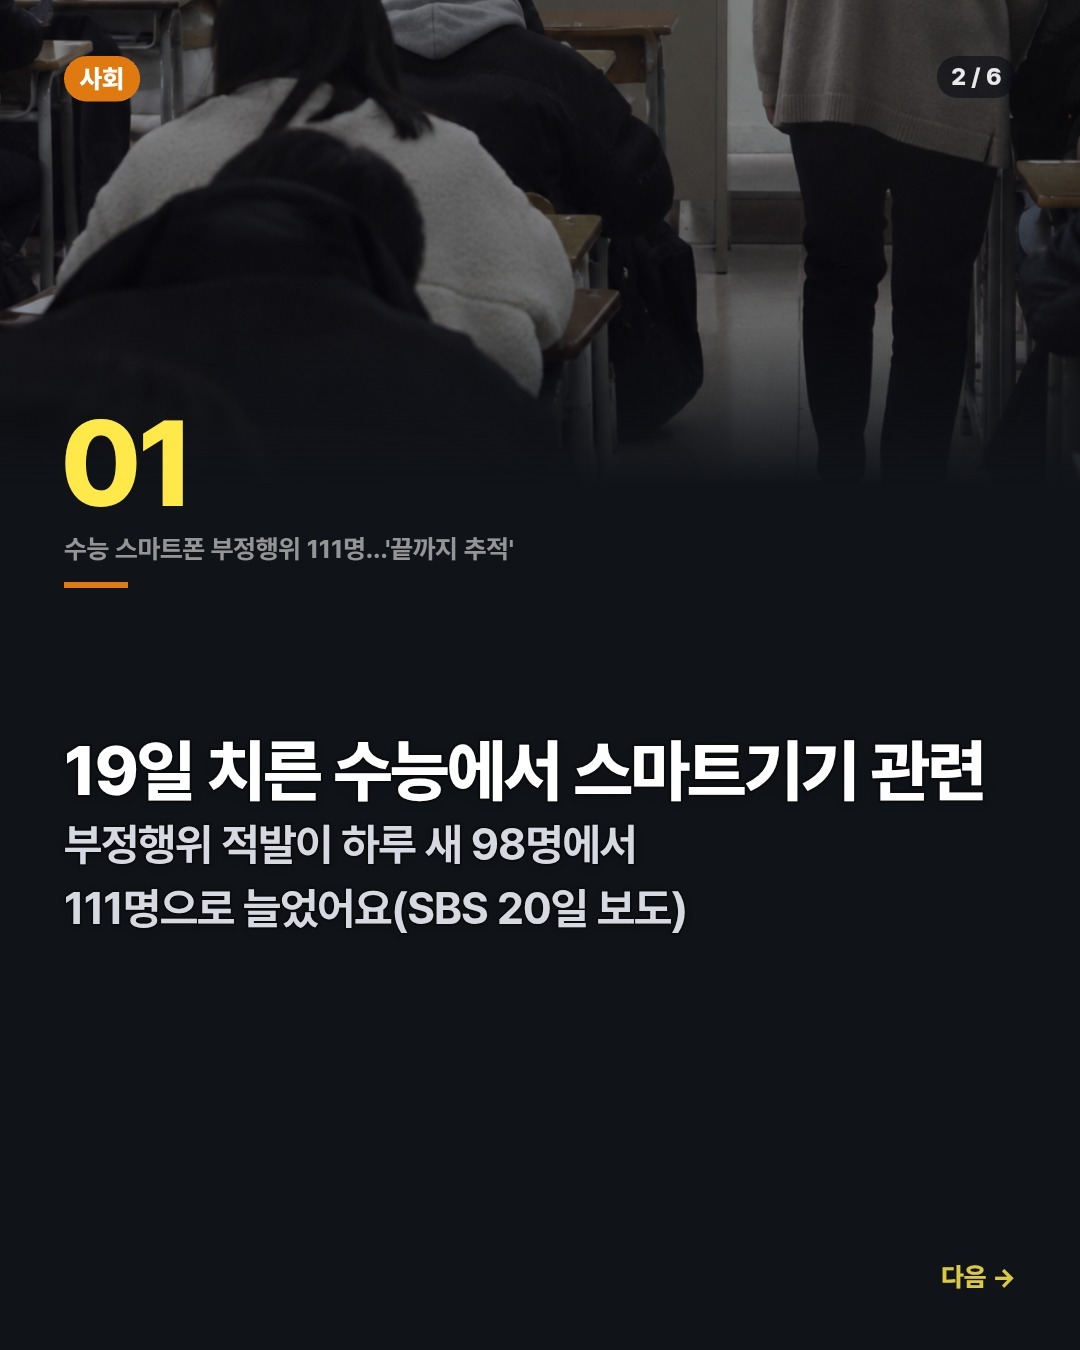 사회
2 / 6
01
수능 스마트폰 부정행위 111명...'끝까지 추적'
19일 치른 수능에서 스마트기기 관련
부정행위 적발이 하루 새 98명에서
111명으로 늘었어요(SBS 20일 보도)
다음 →